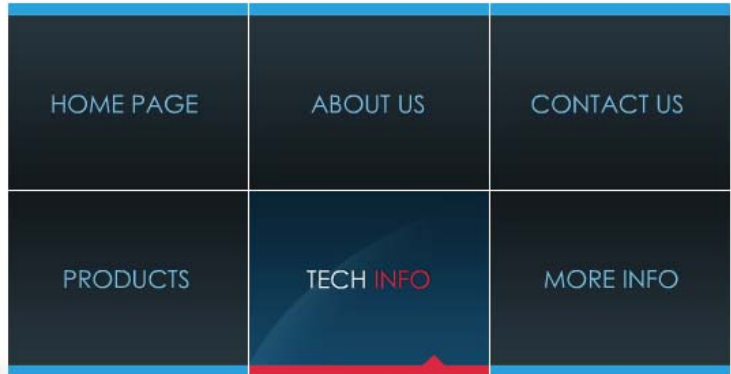 HOME PAGE
ABOUT US
CONTACT US
PRODUCTS
TECH INFO
MORE INFO